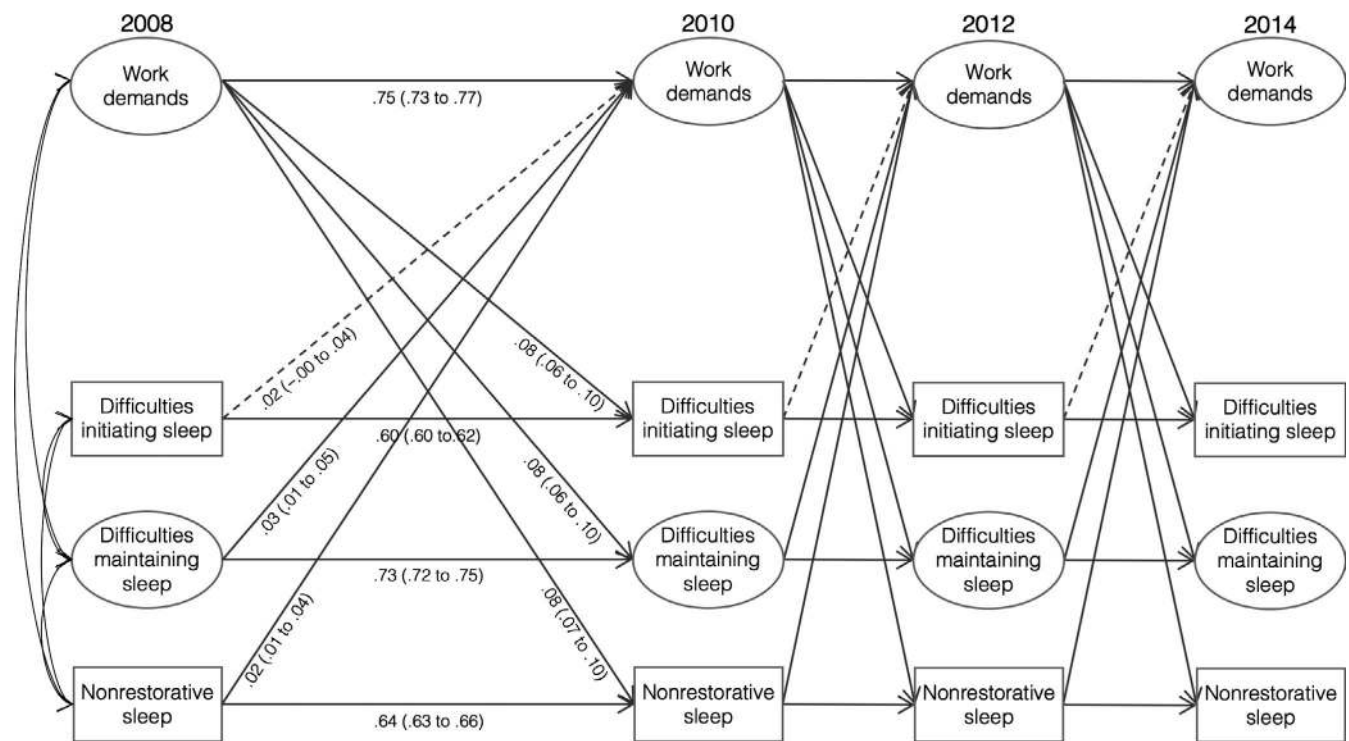 2008
2010
2012
2014
Work
demands
Work
demands
Work
demands
Work
demands
.75 (.73 to .77)
.02 (–.00 to .04)
.08 (.06 to .10)
Difficulties
initiating sleep
Difficulties
initiating sleep
Difficulties
initiating sleep
Difficulties
initiating sleep
.60 (.60 to.62)
.03 (.01 to .05)
.08 (.06 to .10)
Difficulties
maintaining
sleep
Difficulties
maintaining
sleep
Difficulties
maintaining
sleep
Difficulties
maintaining
sleep
.73 (.72 to .75)
.02 (.01 to .04)
.08 (.07 to .10)
Nonrestorative
sleep
Nonrestorative
sleep
Nonrestorative
sleep
Nonrestorative
sleep
.64 (.63 to .66)